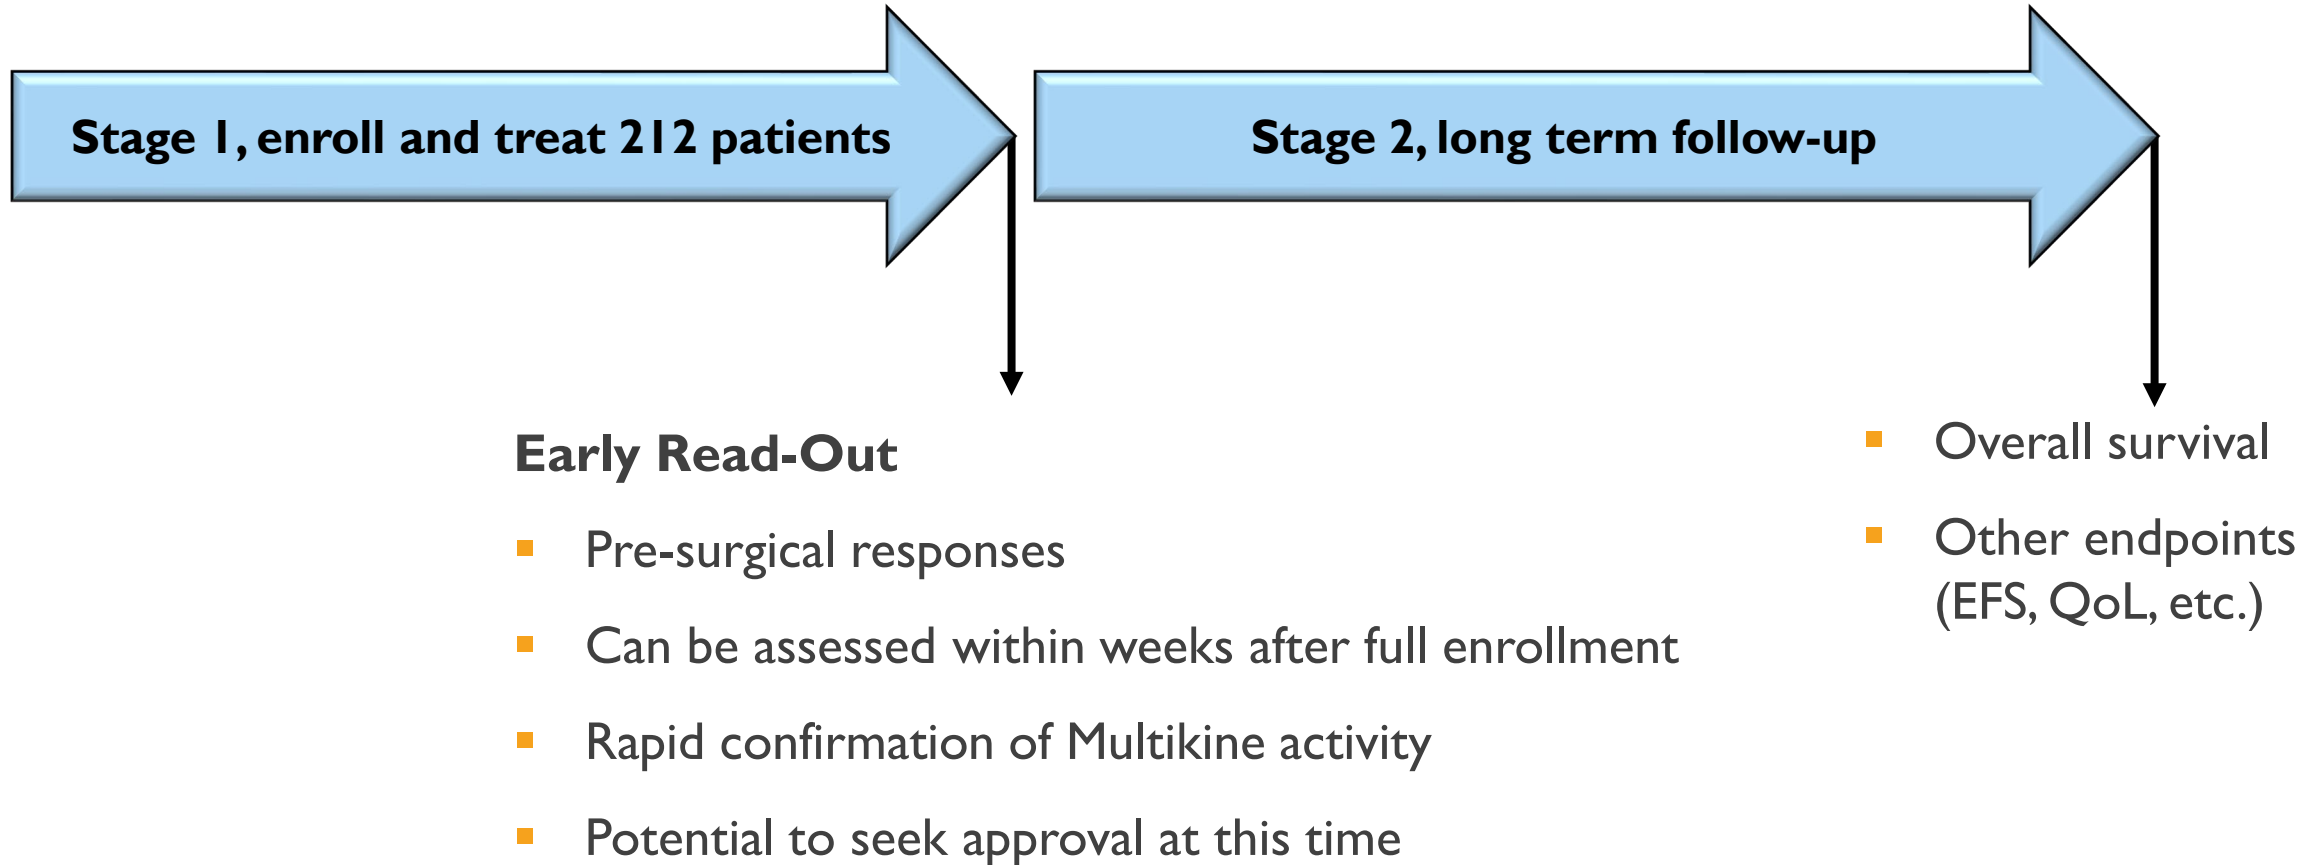 Stage 1, enroll and treat 212 patients
Stage 2, long term follow-up
Early Read-Out
Pre-surgical responses
Can be assessed within weeks after full enrollment
Rapid confirmation of Multikine activity
Potential to seek approval at this time
Overall survival
Other endpoints
(EFS, QoL, etc.)